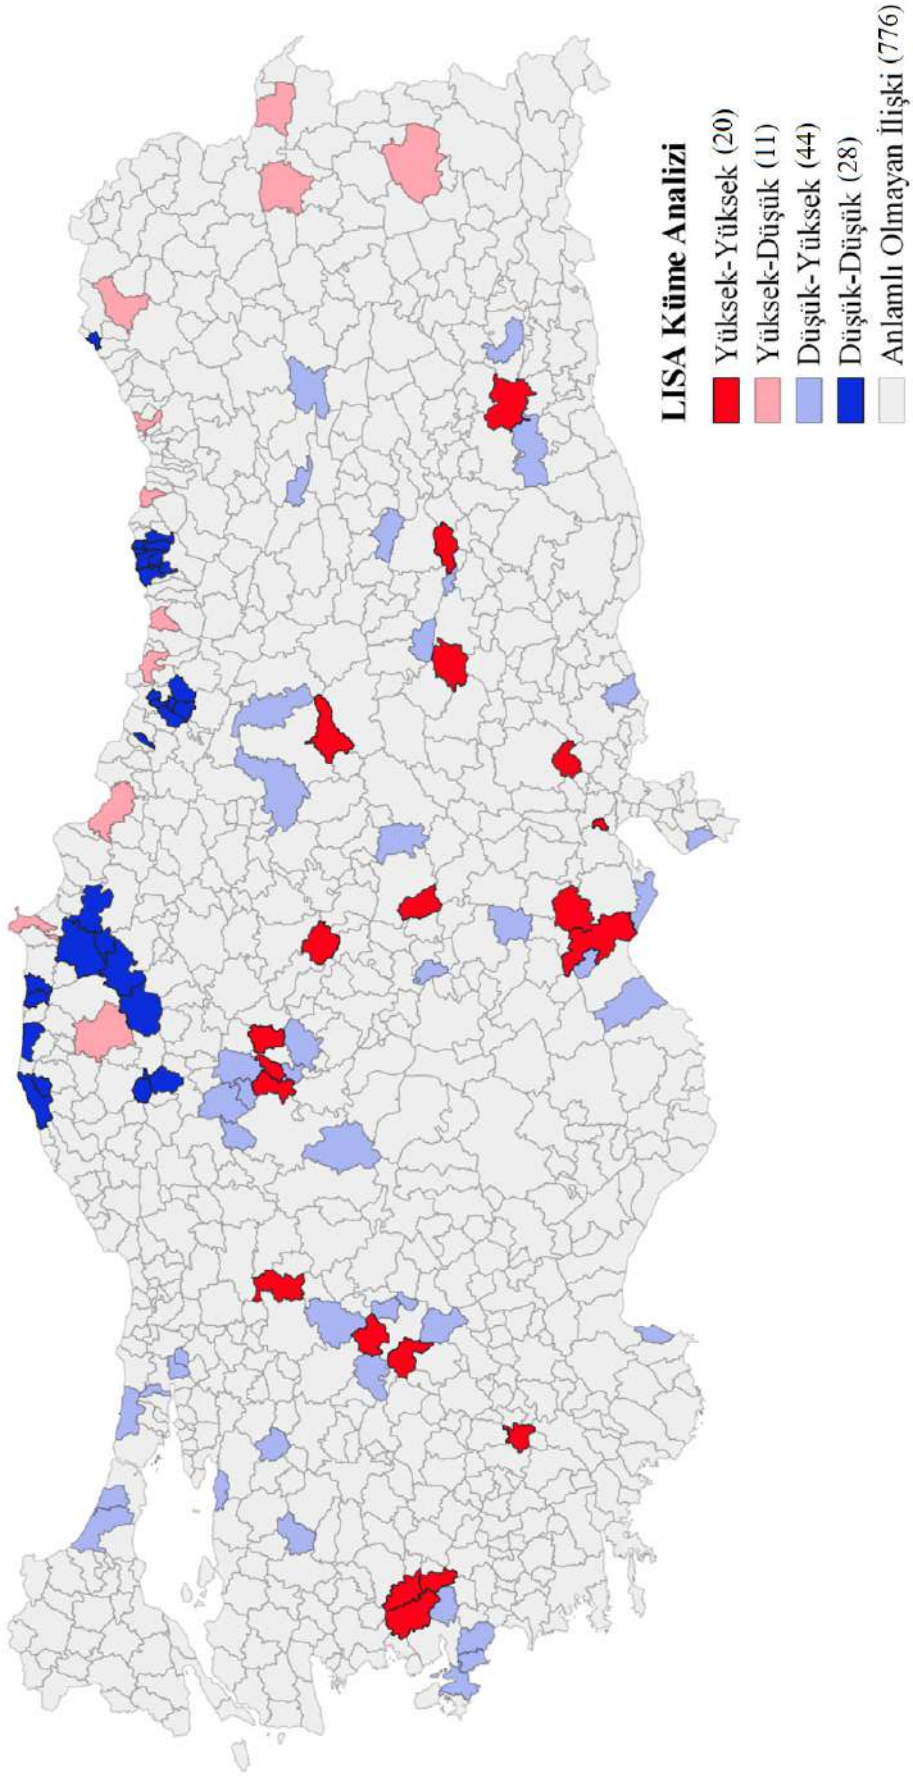 LISA Küme Analizi
Yüksek-Yüksek (20)
Yüksek-Düşük (11)
Düşük-Yüksek (44)
Düşük-Düşük (28)
Anlamlı Olmayan İlişki (776)